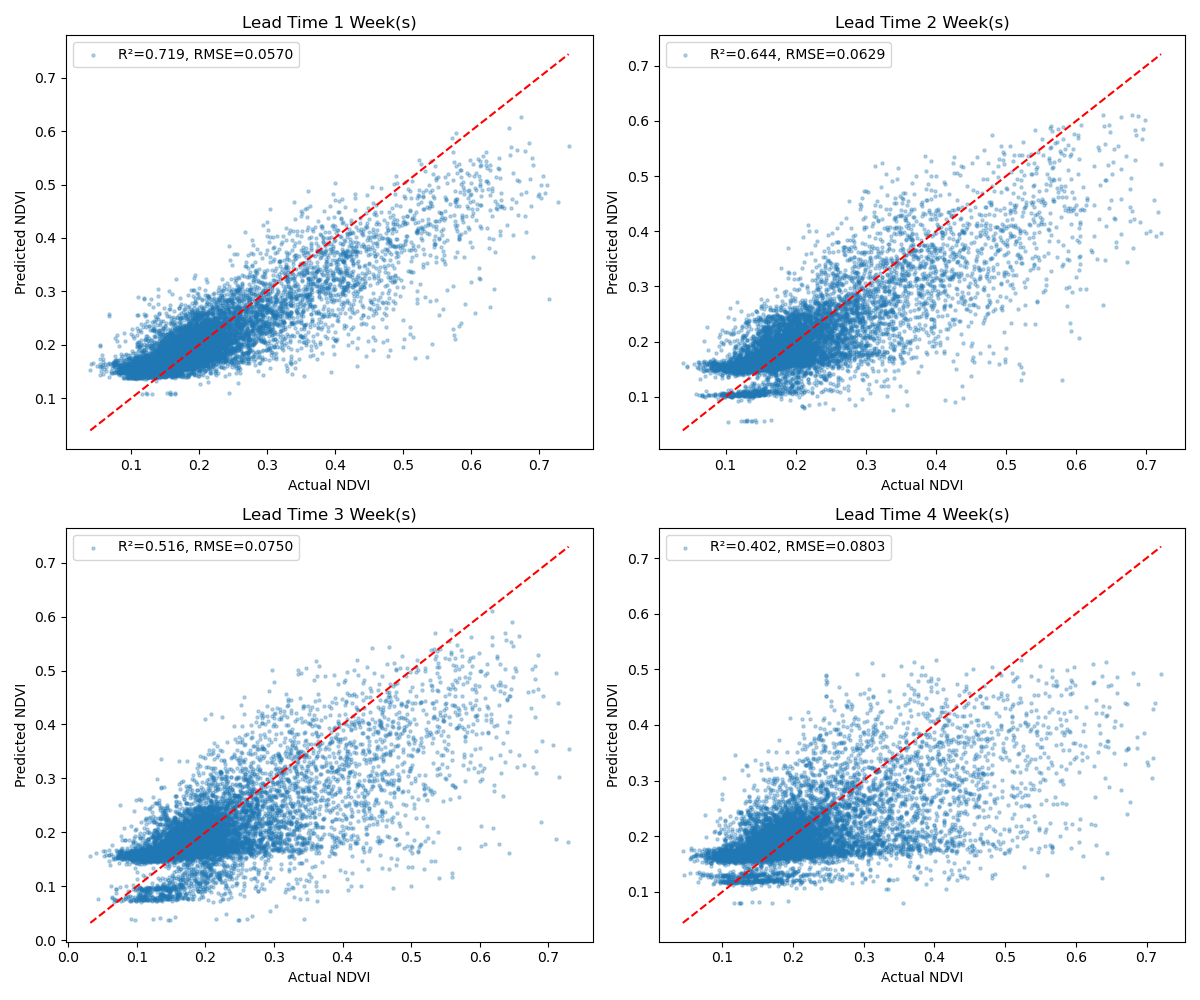 Lead Time 1 Week(s)
R²=0.719, RMSE=0.0570
Predicted NDVI
0.7
0.6
0.5
0.4
0.3
0.2
0.1
0.1 0.2 0.3 0.4 0.5 0.6 0.7
Actual NDVI
Lead Time 2 Week(s)
R²=0.644, RMSE=0.0629
Predicted NDVI
0.7
0.6
0.5
0.4
0.3
0.2
0.1
0.1 0.2 0.3 0.4 0.5 0.6 0.7
Actual NDVI
Lead Time 3 Week(s)
R²=0.516, RMSE=0.0750
Predicted NDVI
0.7
0.6
0.5
0.4
0.3
0.2
0.1
0.0
0.0 0.1 0.2 0.3 0.4 0.5 0.6 0.7
Actual NDVI
Lead Time 4 Week(s)
R²=0.402, RMSE=0.0803
Predicted NDVI
0.7
0.6
0.5
0.4
0.3
0.2
0.1
0.1 0.2 0.3 0.4 0.5 0.6 0.7
Actual NDVI